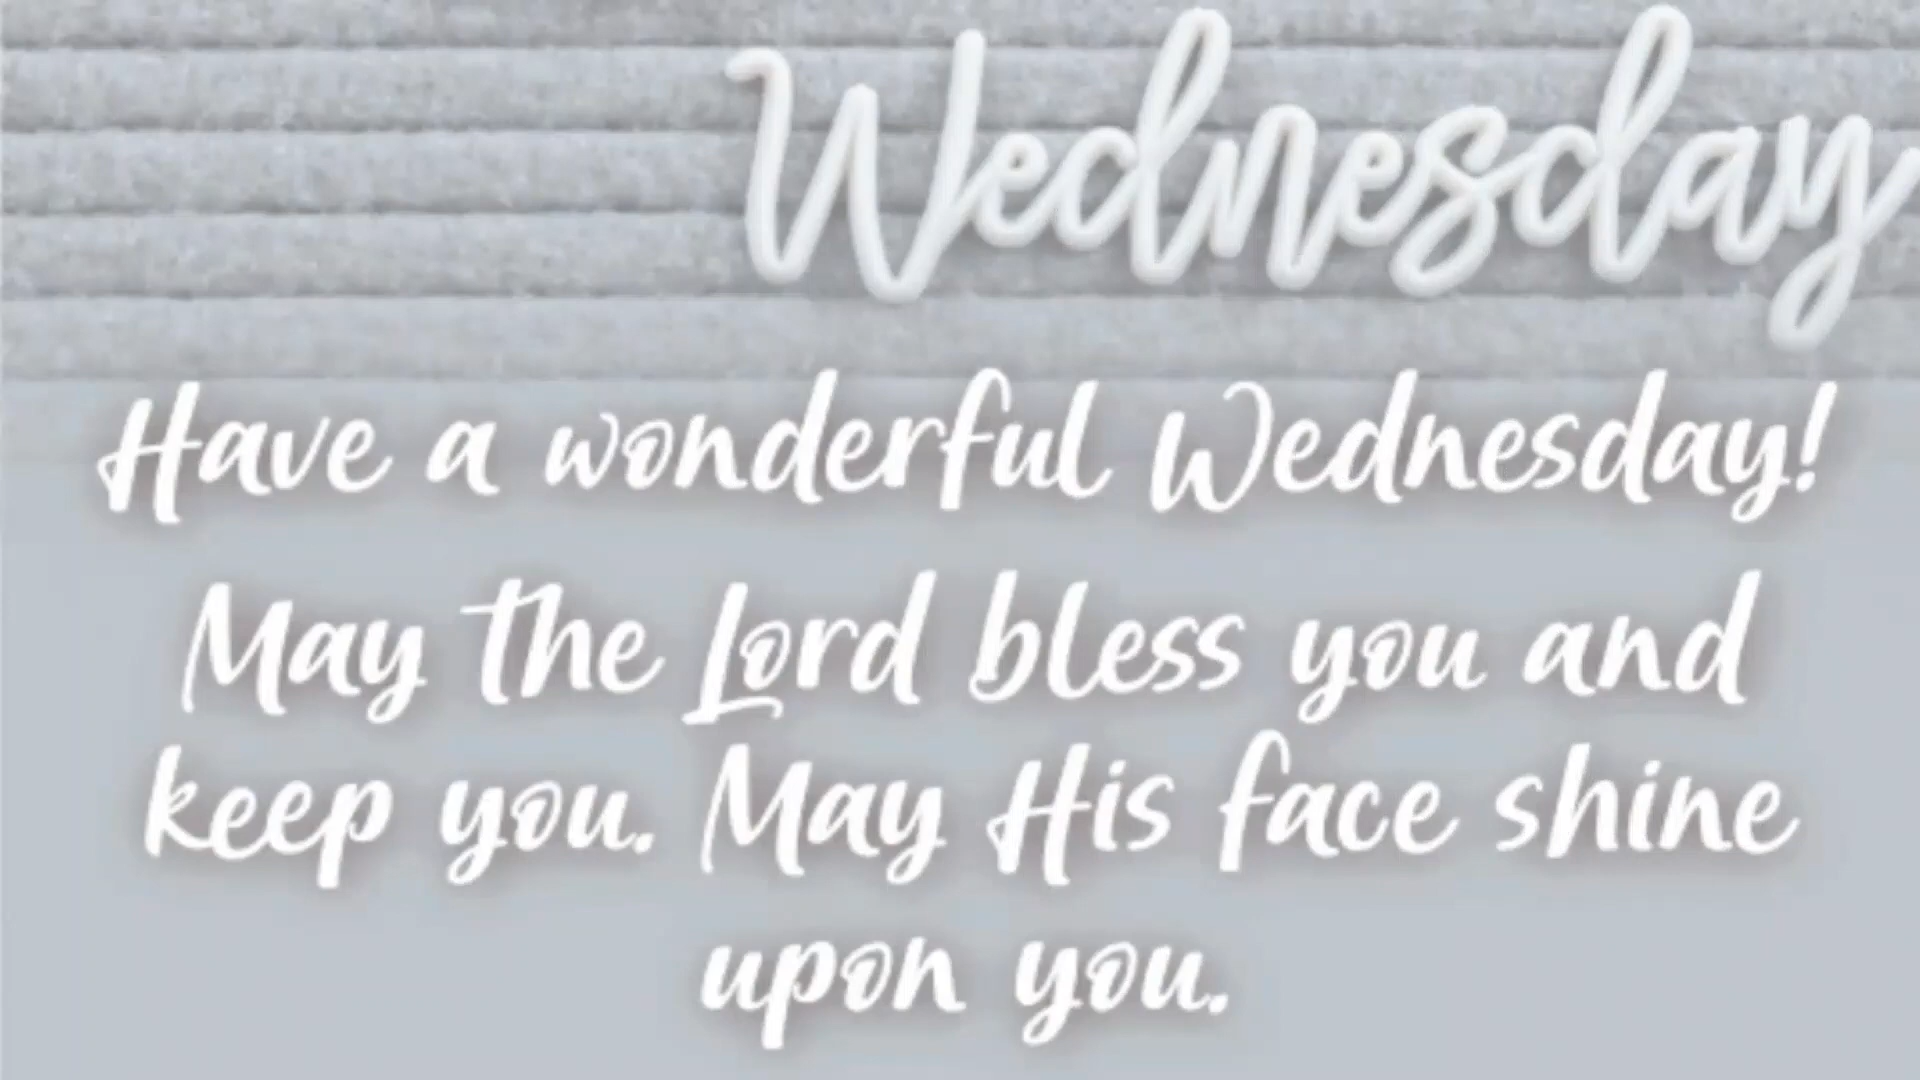 Wednesday
Have a wonderful Wednesday!
May the Lord bless you and
keep you. May His face shine
upon you.